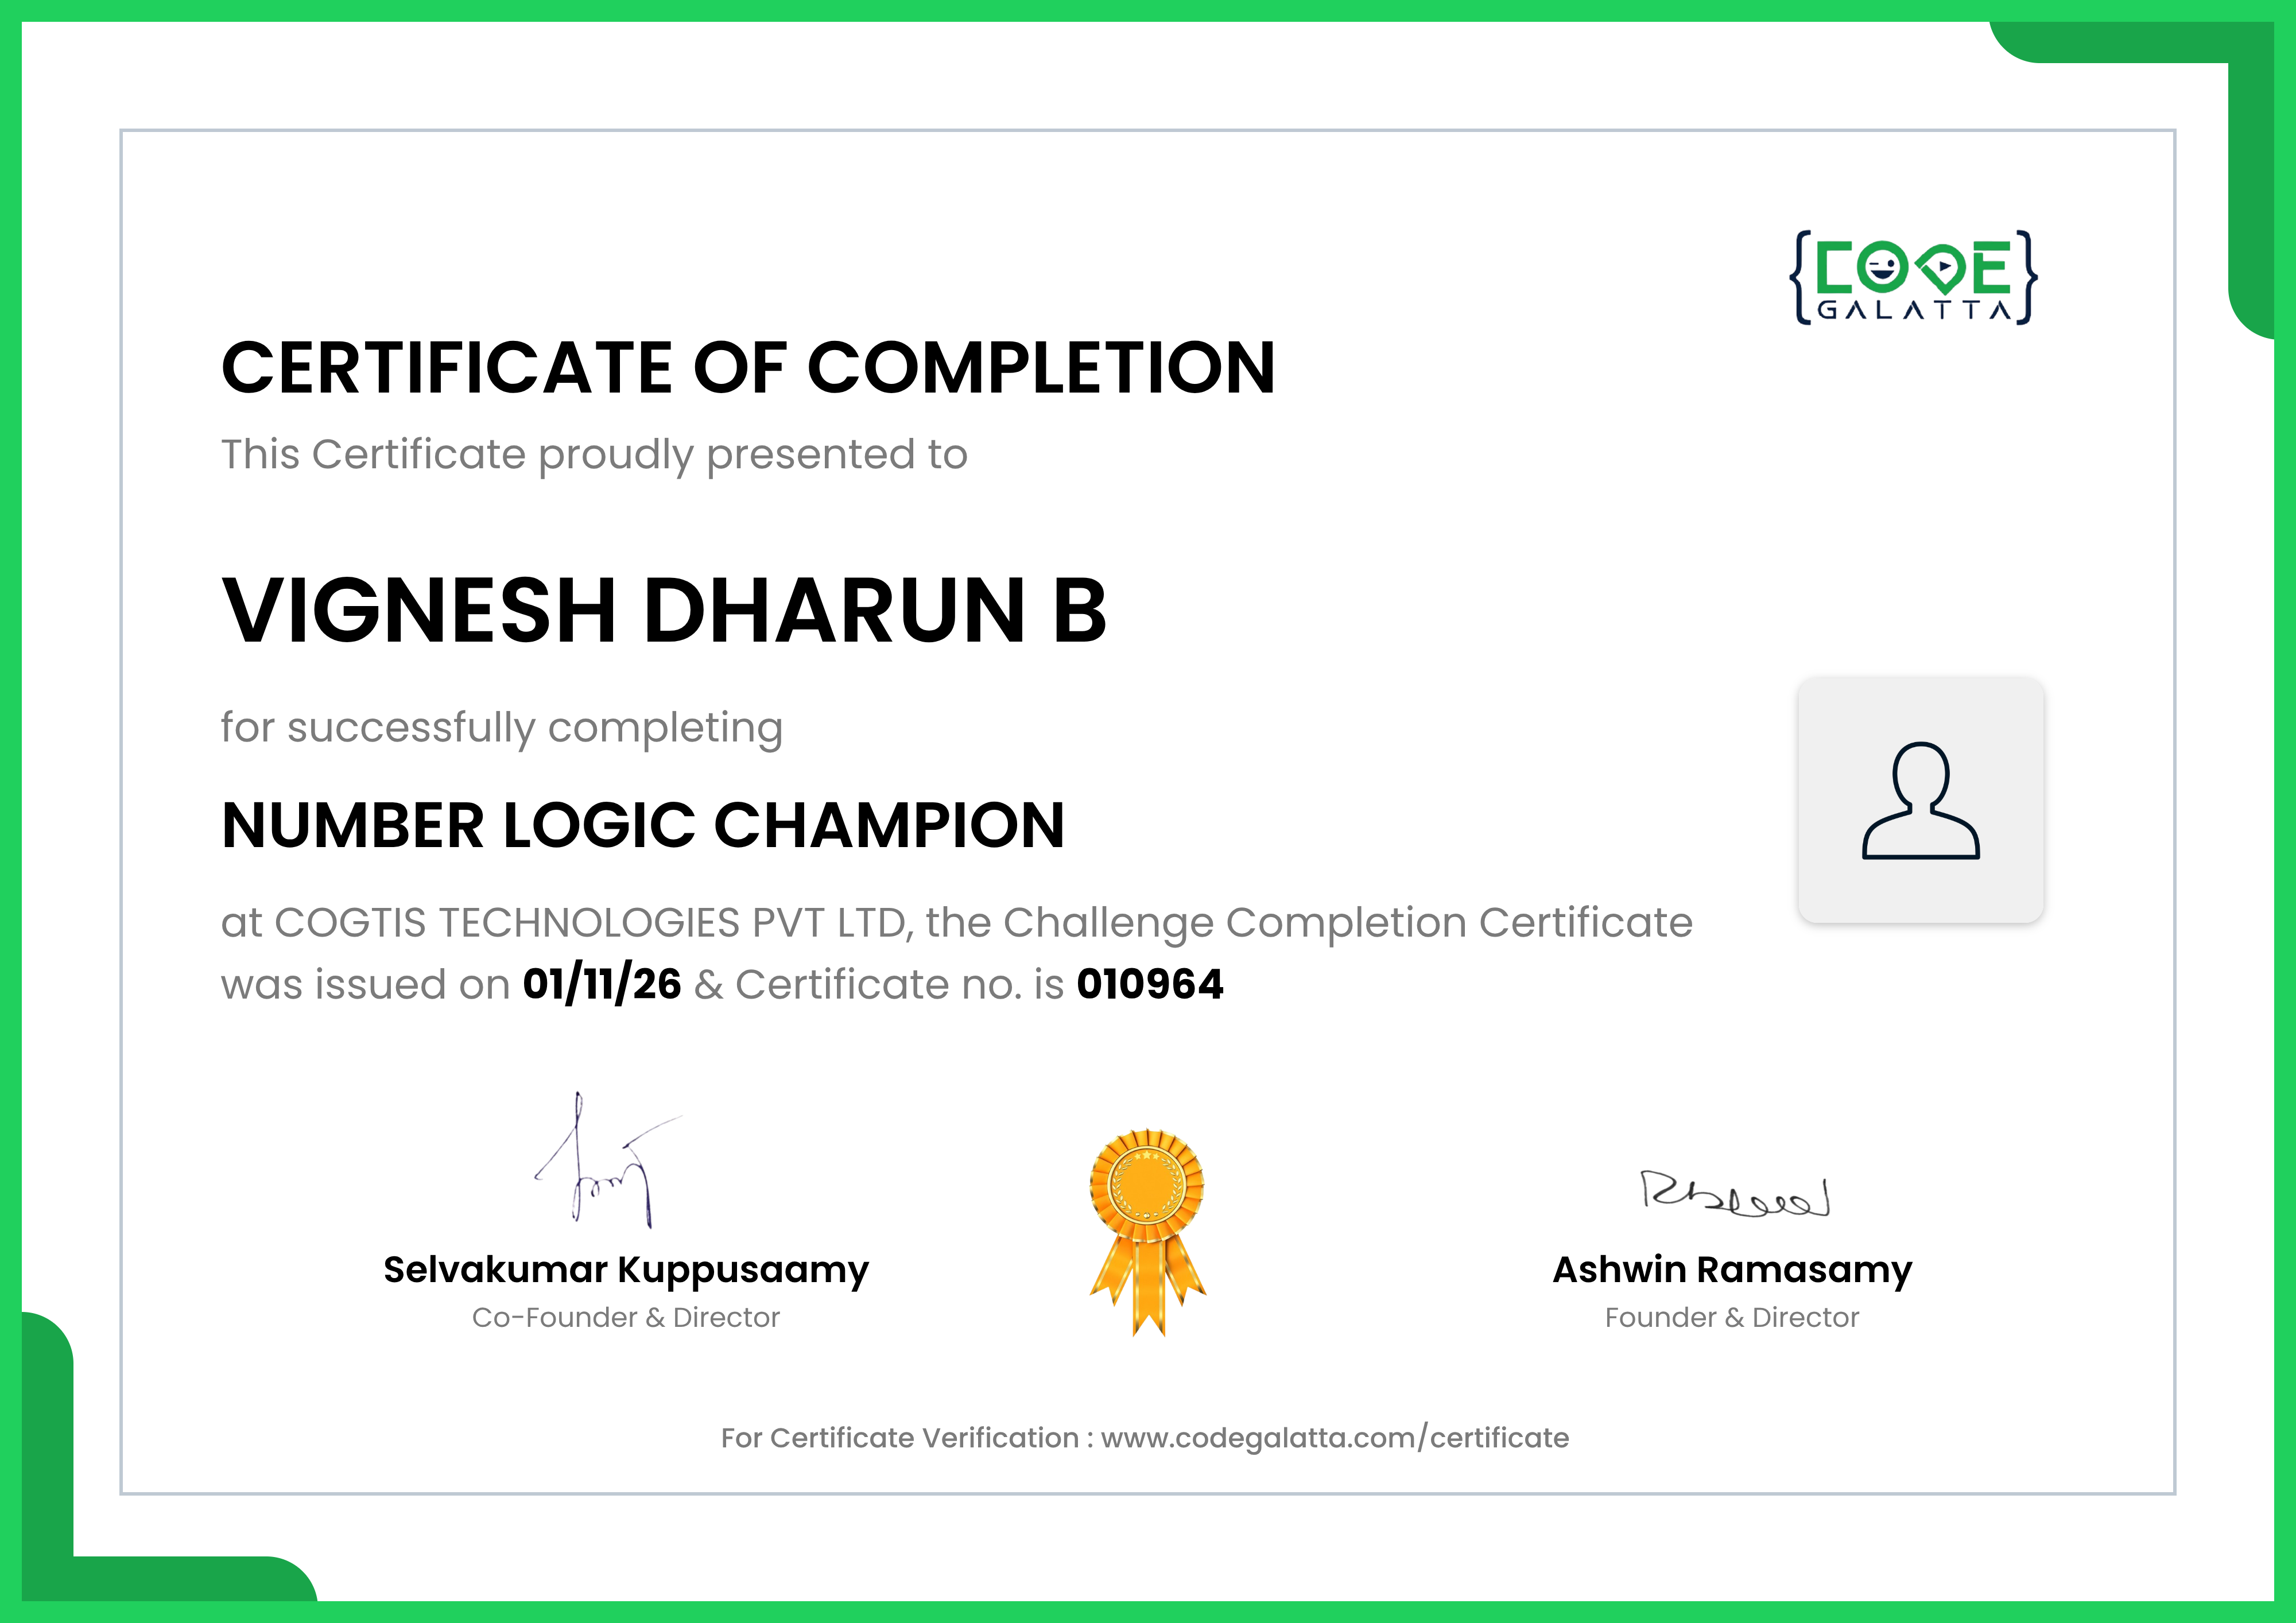 {CODE}
GALATTA
CERTIFICATE OF COMPLETION
This Certificate proudly presented to
VIGNESH DHARUN B
for successfully completing
NUMBER LOGIC CHAMPION
at COGTIS TECHNOLOGIES PVT LTD, the Challenge Completion Certificate
was issued on 01/11/26 & Certificate no. is 010964
Selvakumar Kuppusaamy
Co-Founder & Director
Ashwin Ramasamy
Founder & Director
For Certificate Verification : www.codegalatta.com/certificate